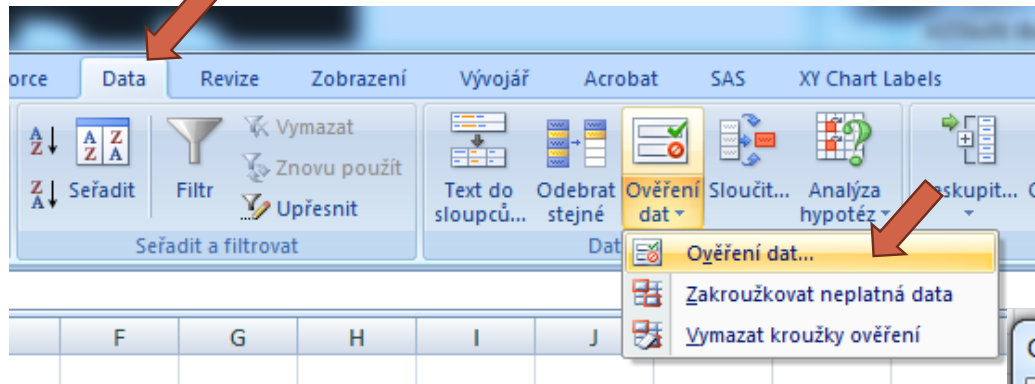 orce Data Revize Zobrazení Vývojář Acrobat SAS XY Chart Labels
Vymazat
Znovu použít
Seřadit Filtr Upřesnit
Text do sloupců...
Odebrat stejné
Ověření dat
Sloučit...
Analýza hypotéz
skupit...
Seřadit a filtrovat Dat
Ověření dat...
Zakroužkovat neplatná data
Vymazat kroužky ověření
F G H I J